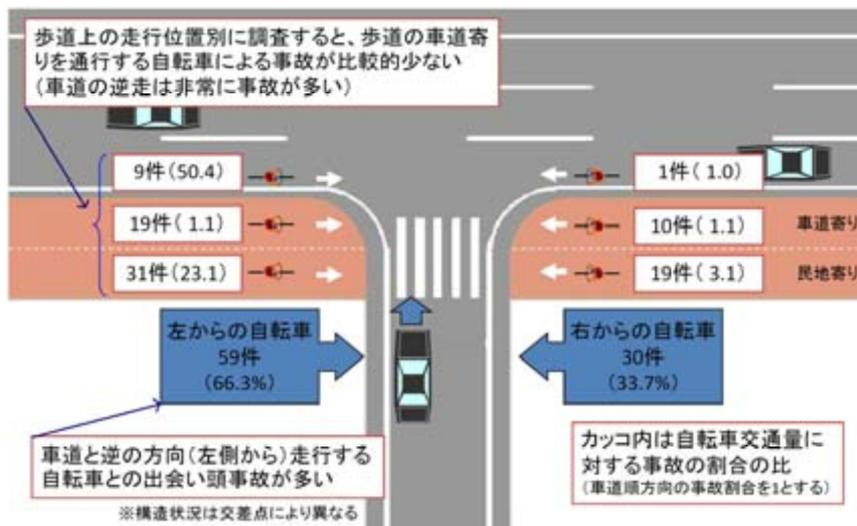 歩道上の走行位置別に調査すると、歩道の車道寄
りを通行する自転車による事故が比較的少ない
（車道の逆走は非常に事故が多い）
9件(50.4)
1件( 1.0)
19件( 1.1)
10件( 1.1)
車道寄り
31件(23.1)
19件( 3.1)
民地寄り
左からの自転車
59件
(66.3%)
右からの自転車
30件
(33.7%)
車道と逆の方向(左側から)走行する
自転車との出会い頭事故が多い
カッコ内は自転車交通量に
対する事故の割合の比
（車道順方向の事故割合を1とする）
※構造状況は交差点により異なる